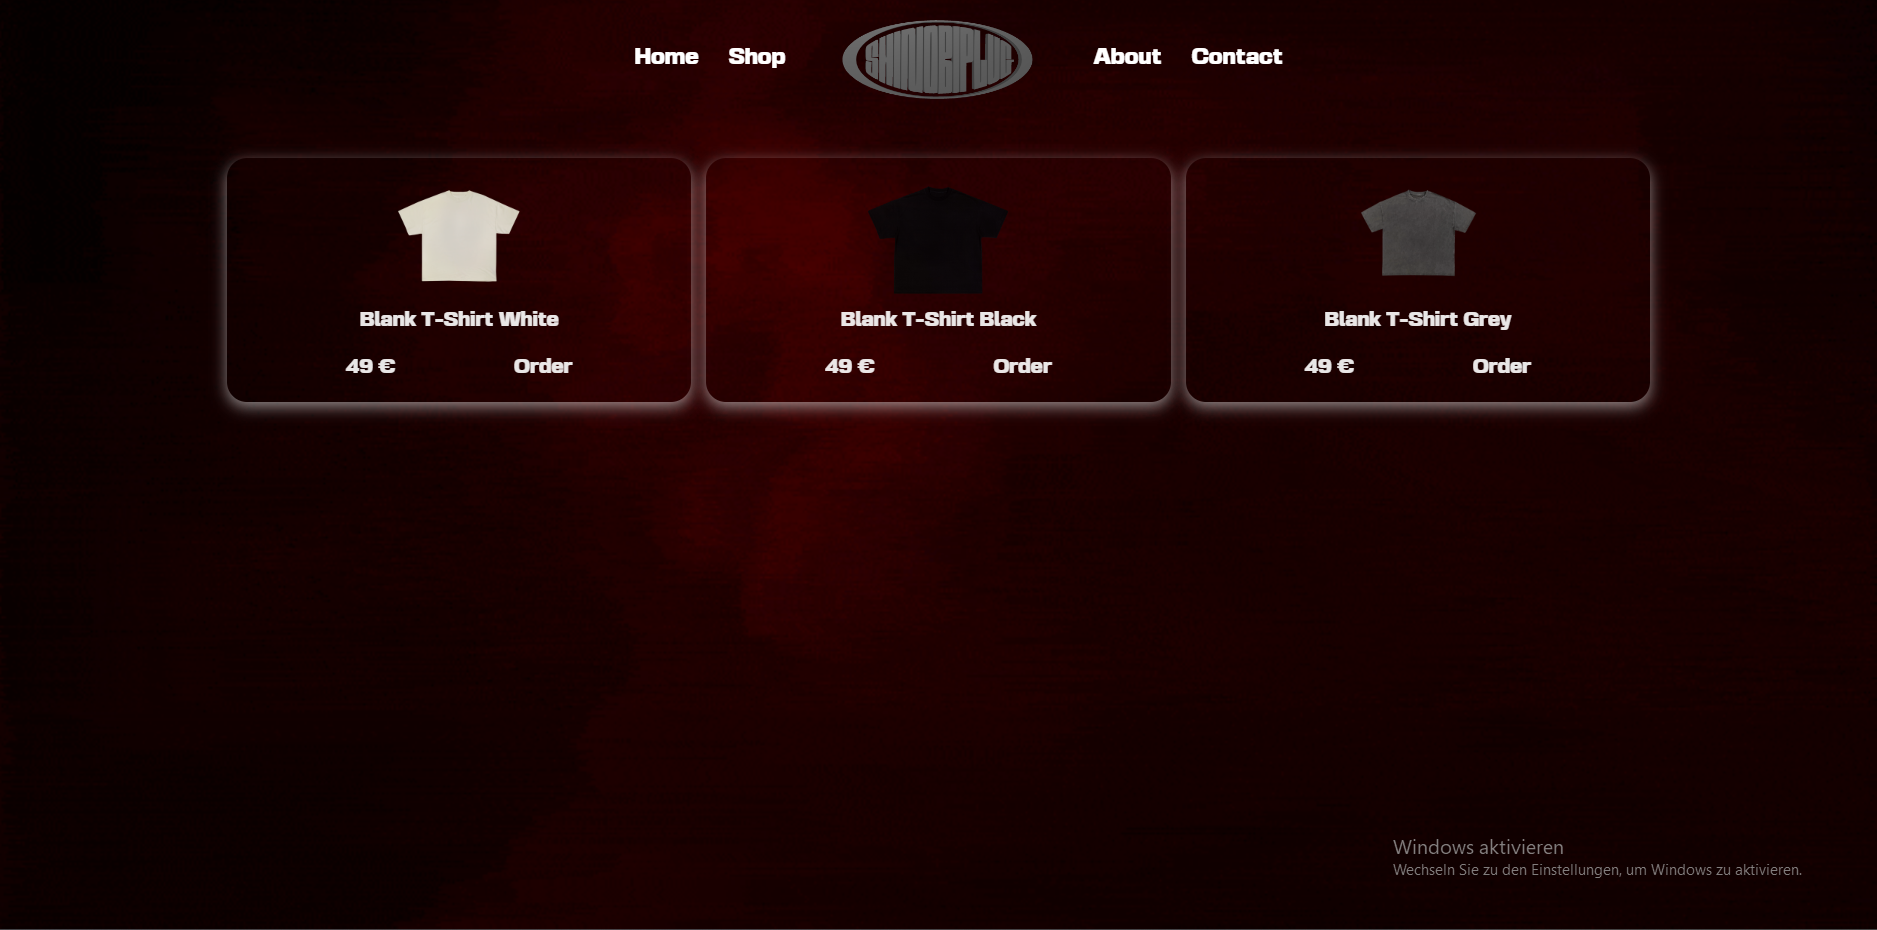 Home Shop SHINOBIPLUG About Contact
Blank T-Shirt White
49 € Order
Blank T-Shirt Black
49 € Order
Blank T-Shirt Grey
49 € Order
Windows aktivieren
Wechseln Sie zu den Einstellungen, um Windows zu aktivieren.